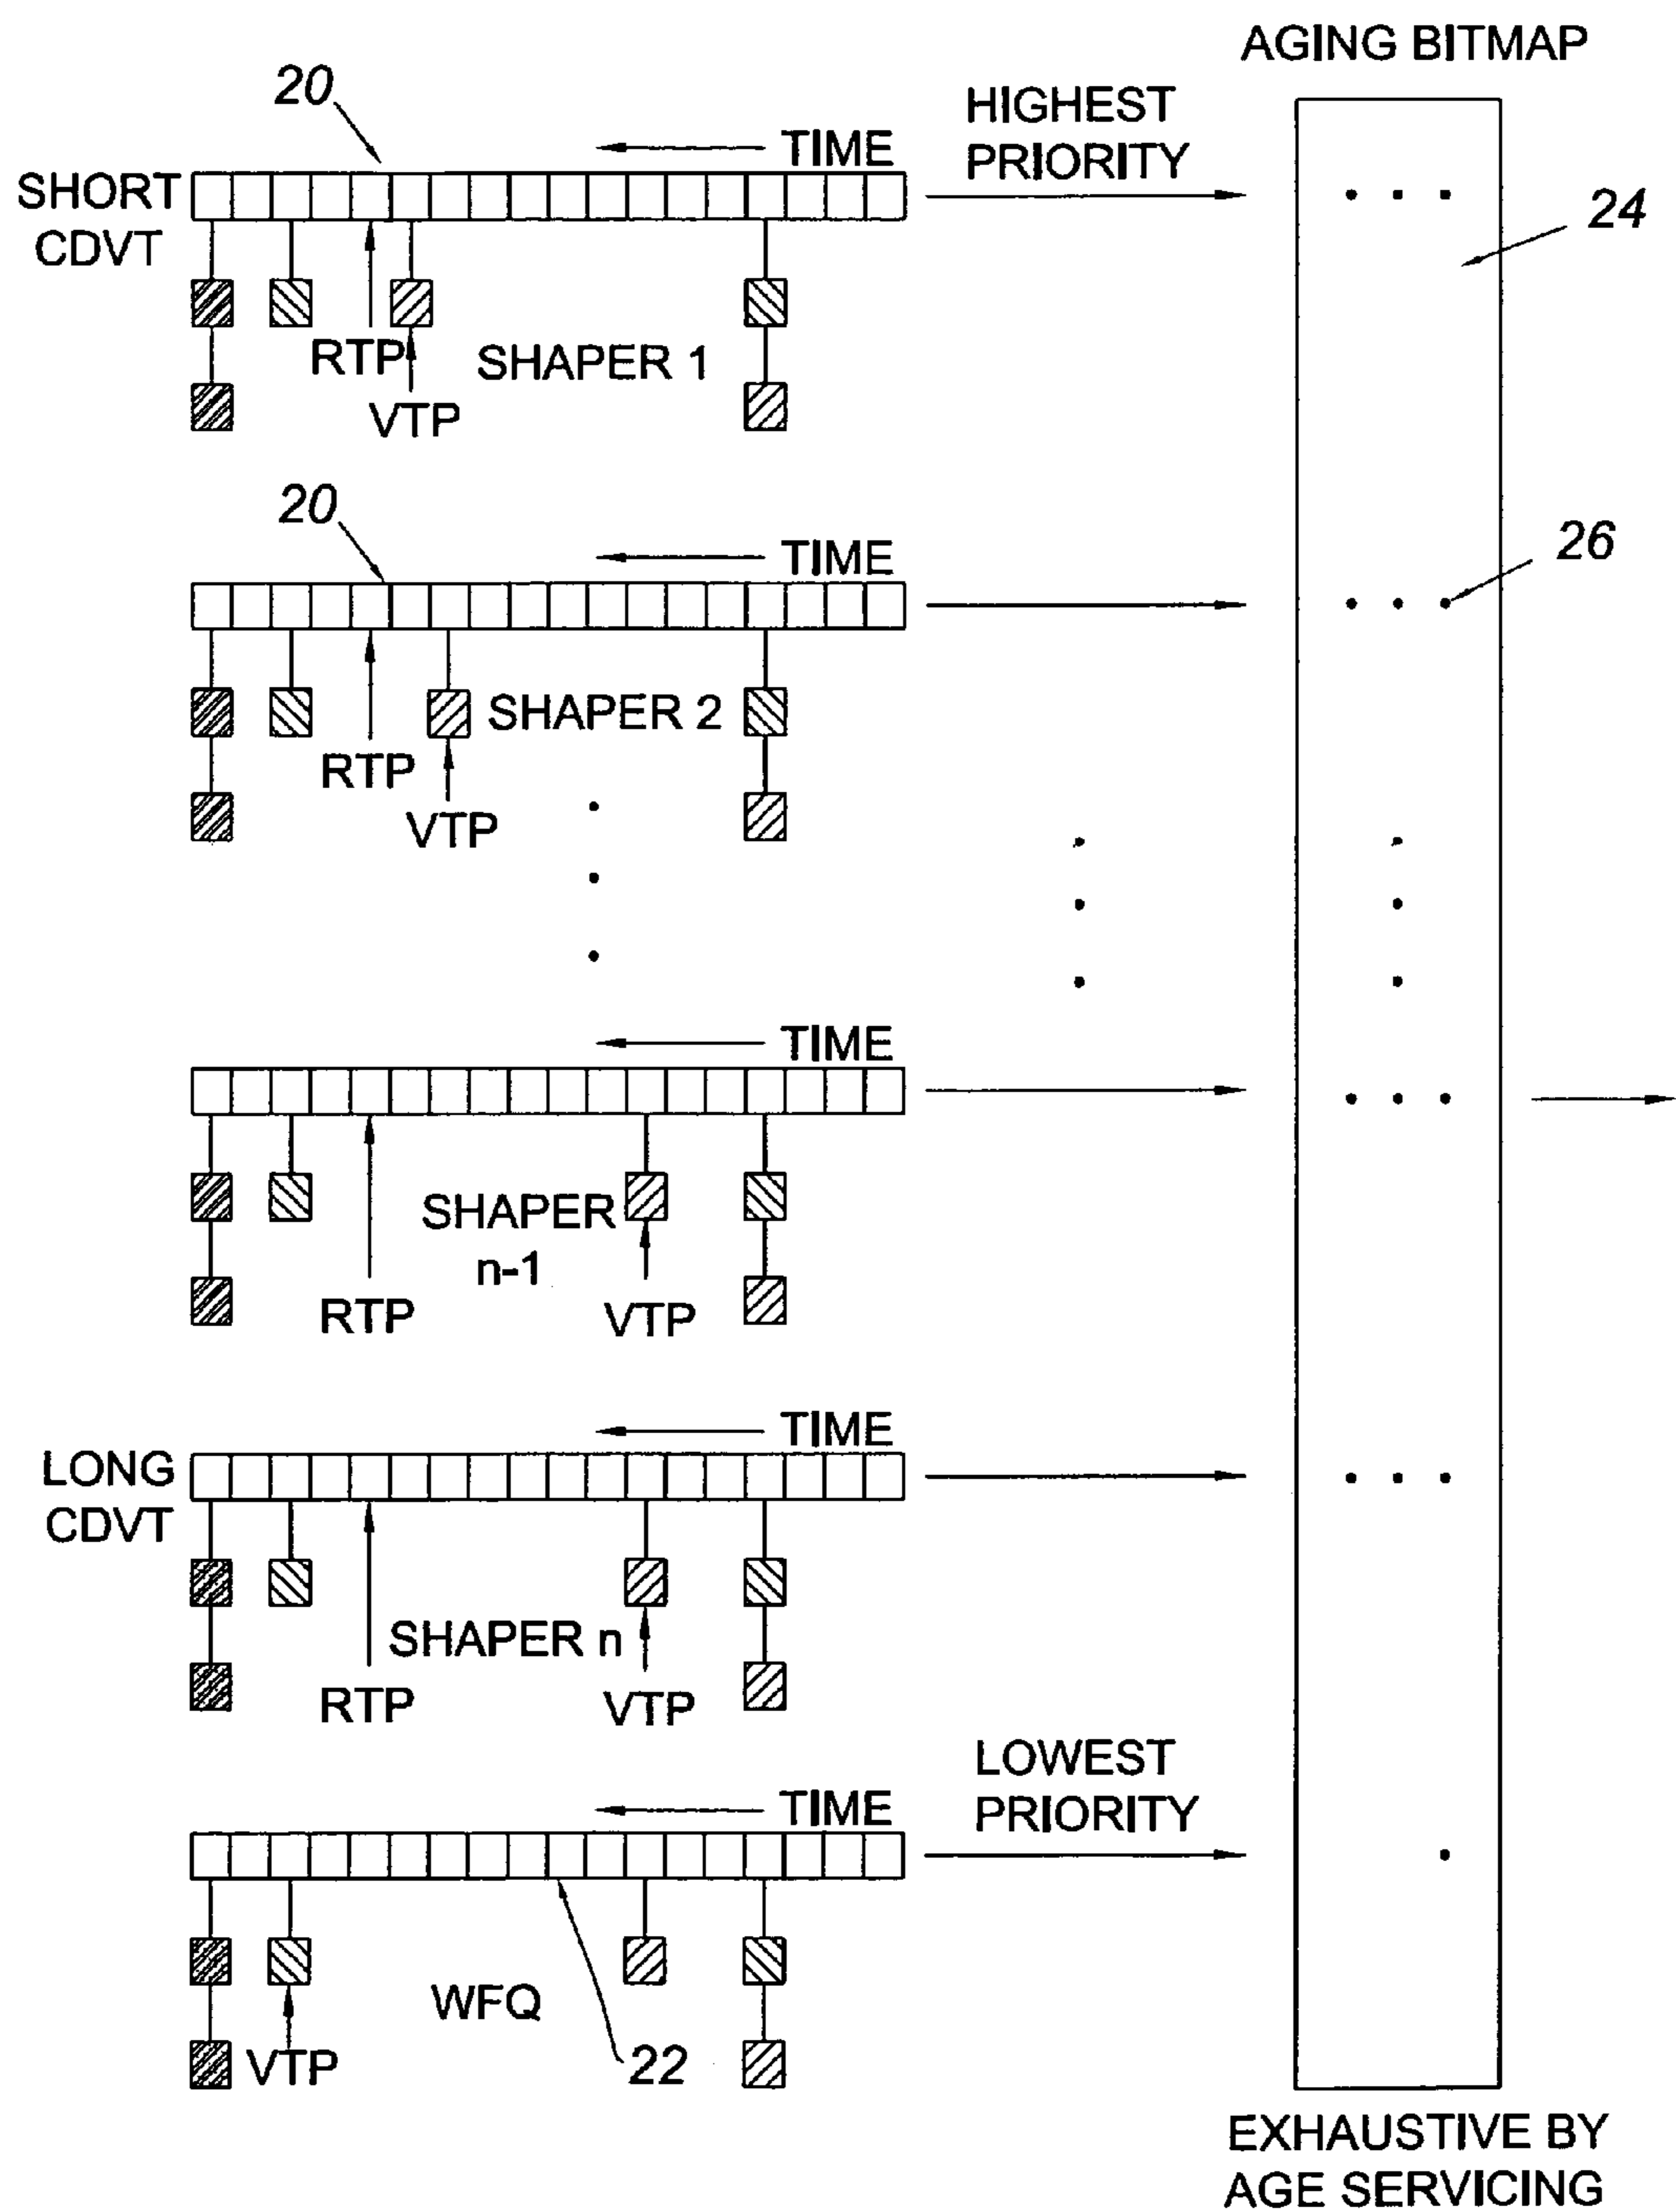 AGING BITMAP
20
HIGHEST
PRIORITY
TIME
SHORT
CDVT
24
RTP
SHAPER 1
VTP
20
TIME
26
SHAPER 2
RTP
VTP
TIME
SHAPER
n-1
RTP
VTP
TIME
LONG
CDVT
SHAPER n
RTP
VTP
LOWEST
PRIORITY
TIME
WFQ
VTP
22
EXHAUSTIVE BY
AGE SERVICING